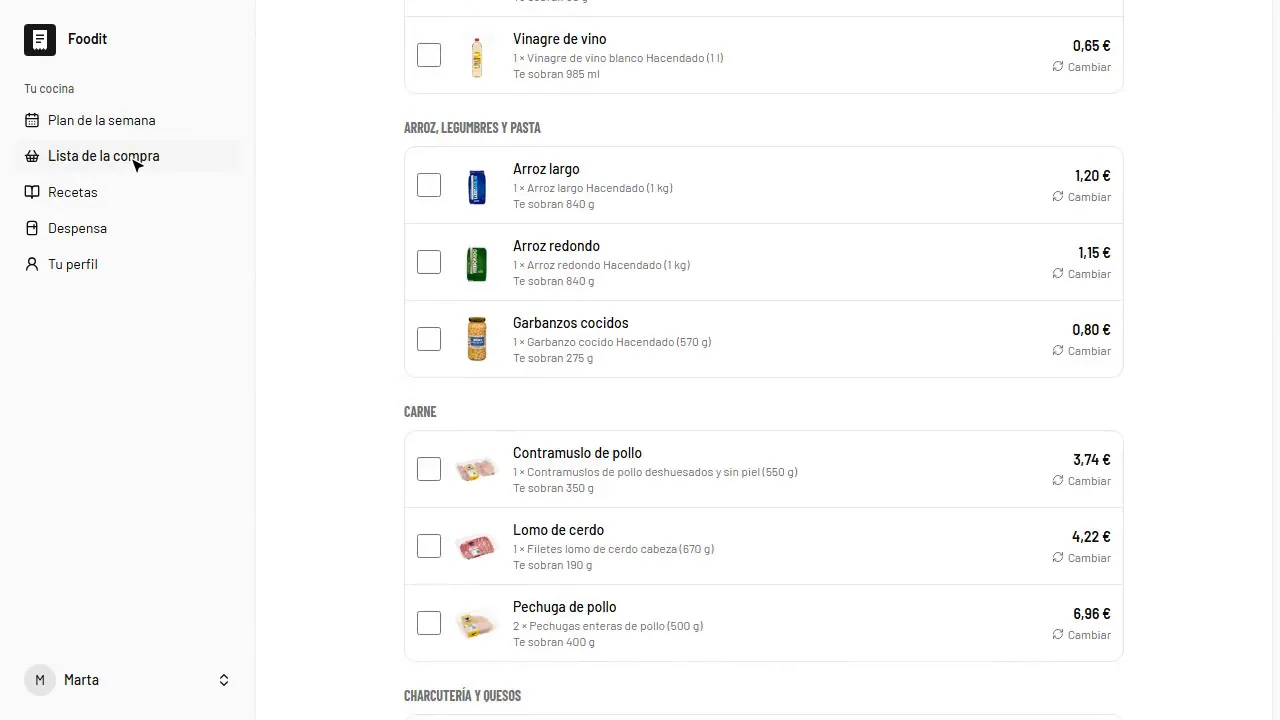 Foodit
Tu cocina
Plan de la semana
Lista de la compra
Recetas
Despensa
Tu perfil
M
Marta
Vinagre de vino
1 × Vinagre de vino blanco Hacendado (1 l)
Te sobran 985 ml
0,65 €
Cambiar
ARROZ, LEGUMBRES Y PASTA
Arroz largo
1 × Arroz largo Hacendado (1 kg)
Te sobran 840 g
1,20 €
Cambiar
Arroz redondo
1 × Arroz redondo Hacendado (1 kg)
Te sobran 840 g
1,15 €
Cambiar
Garbanzos cocidos
1 × Garbanzo cocido Hacendado (570 g)
Te sobran 275 g
0,80 €
Cambiar
CARNE
Contramuslo de pollo
1 × Contramuslos de pollo deshuesados y sin piel (550 g)
Te sobran 350 g
3,74 €
Cambiar
Lomo de cerdo
1 × Filetes lomo de cerdo cabeza (670 g)
Te sobran 190 g
4,22 €
Cambiar
Pechuga de pollo
2 × Pechugas enteras de pollo (500 g)
Te sobran 400 g
6,96 €
Cambiar
CHARCUTERÍA Y QUESOS